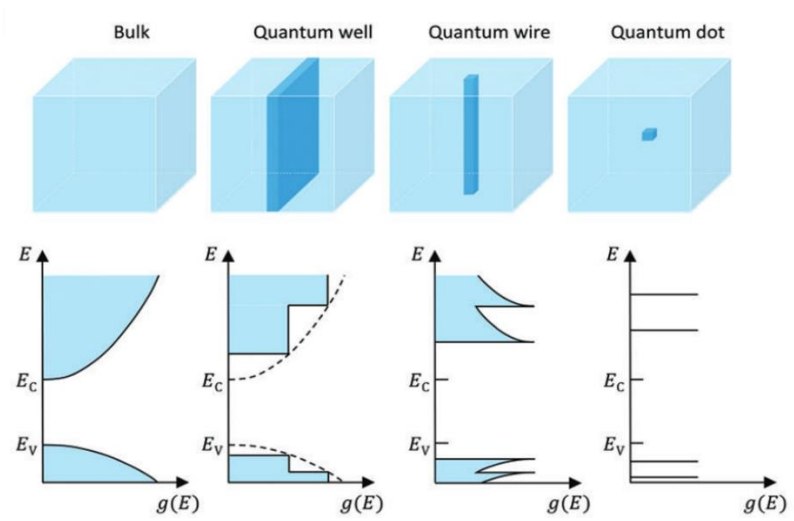 Bulk
Quantum well
Quantum wire
Quantum dot
E
E
E
E
E_C
E_C
E_C
E_C
E_V
E_V
E_V
E_V
g(E)
g(E)
g(E)
g(E)